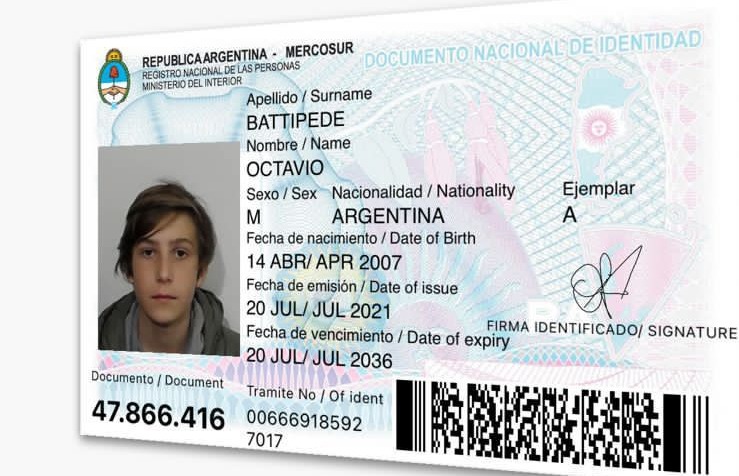 REPUBLICA ARGENTINA - MERCOSUR
REGISTRO NACIONAL DE LAS PERSONAS
MINISTERIO DEL INTERIOR
DOCUMENTO NACIONAL DE IDENTIDAD
Apellido / Surname
BATTIPEDE
Nombre / Name
OCTAVIO
Sexo / Sex Nacionalidad / Nationality Ejemplar
M ARGENTINA A
Fecha de nacimiento / Date of Birth
14 ABR/ APR 2007
Fecha de emisión / Date of issue
20 JUL/ JUL 2021
FIRMA IDENTIFICADO/ SIGNATURE
Fecha de vencimiento / Date of expiry
20 JUL/ JUL 2036
Documento / Document
47.866.416
Tramite No / Of ident
00666918592
7017